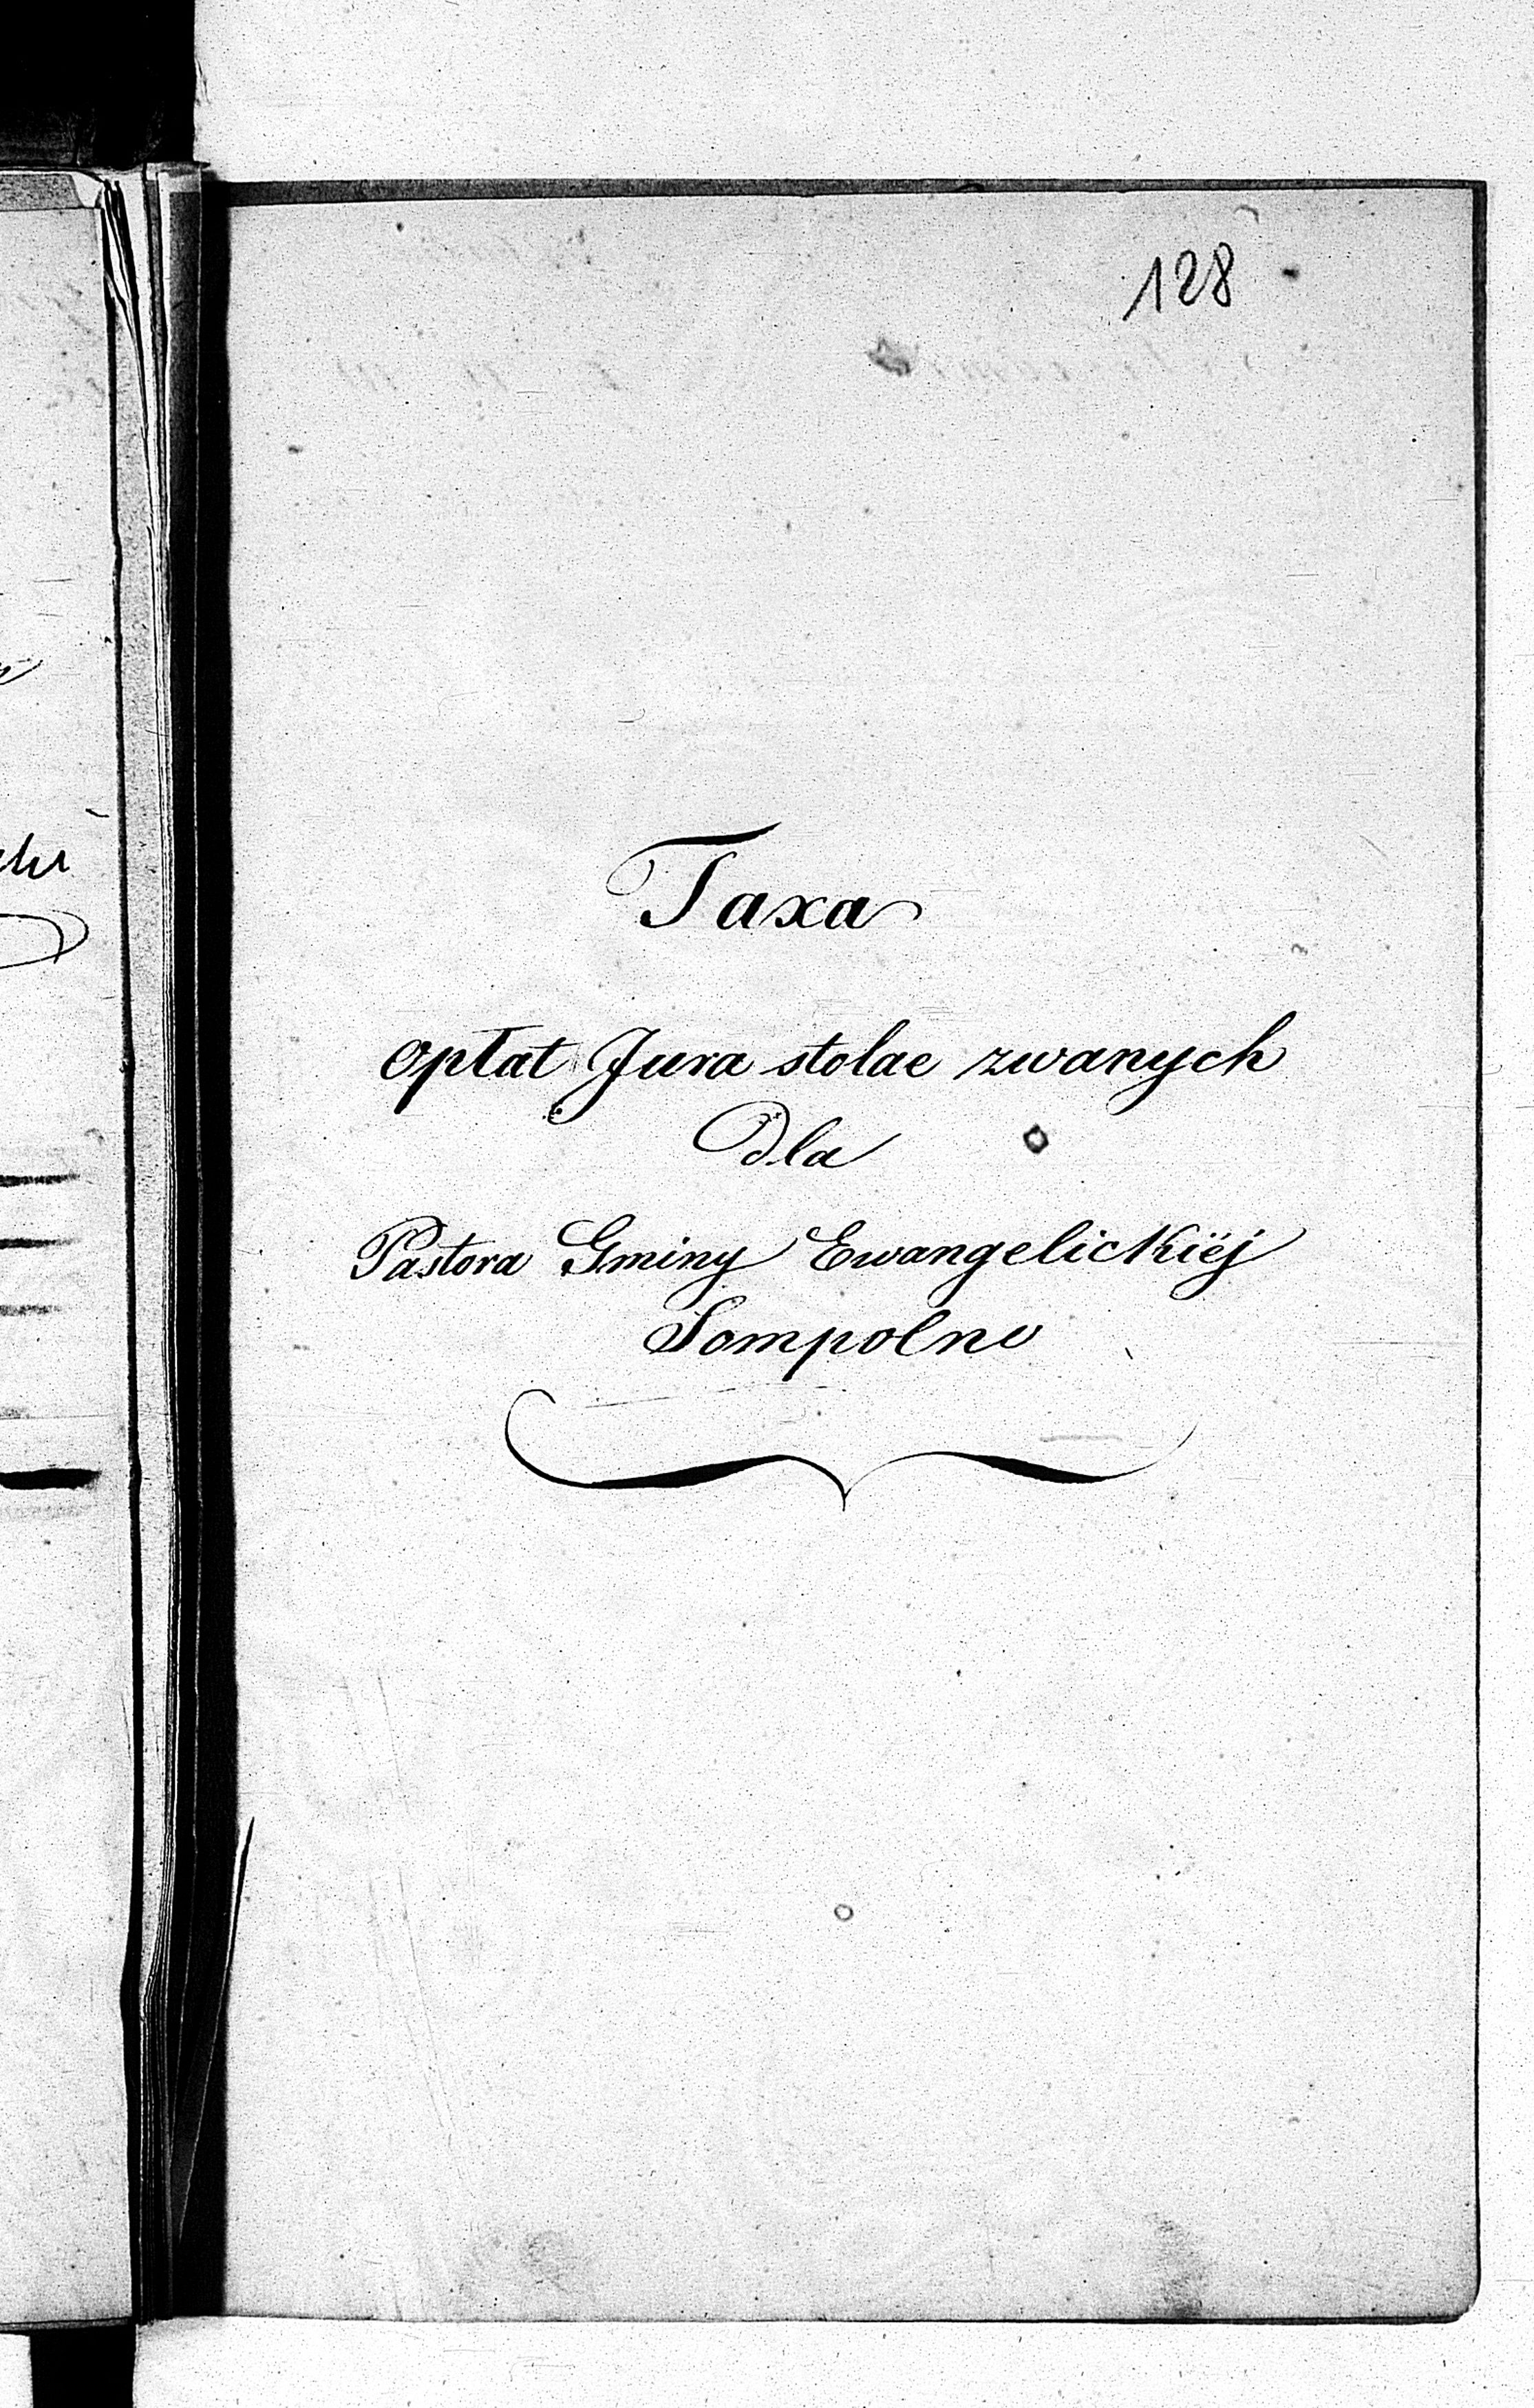 128
Taxa
opłat Jura stolae zwanych
dla
Pastora Gminy Ewangelickiéj
Sompolno